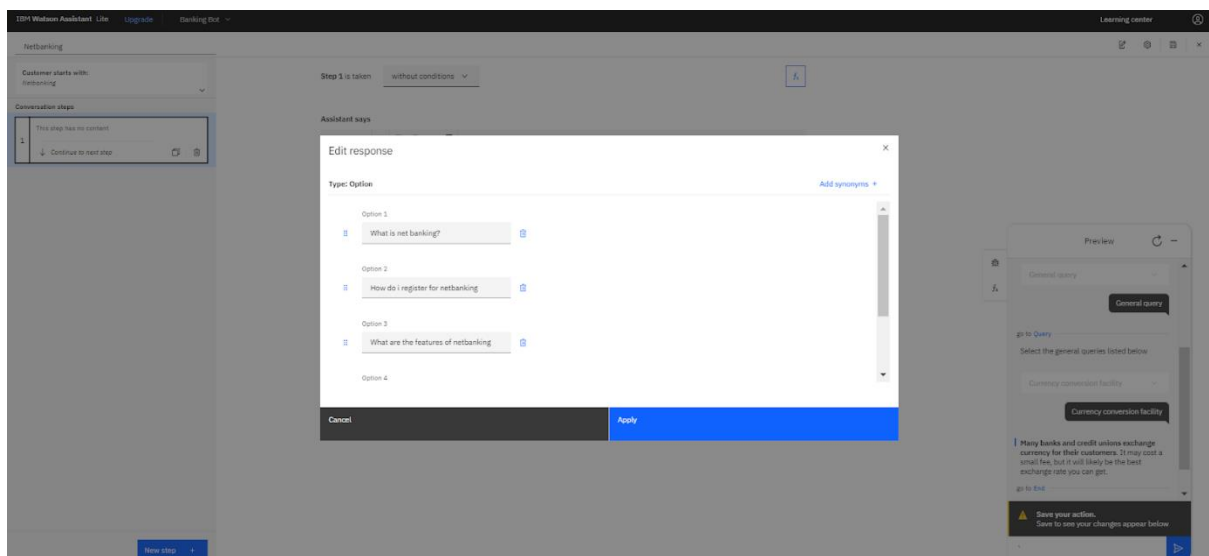 IBM Watson Assistant Lite Upgrade Banking Bot Learning center
Netbanking
Customer starts with:
Netbanking
Conversation steps
1
This step has no content
Continue to next step
New step +
Step 1 is taken without conditions
fx
Assistant says
Edit response
Type: Option Add synonyms +
Option 1
What is net banking?
Option 2
How do i register for netbanking
Option 3
What are the features of netbanking
Option 4
Cancel Apply
Preview
fx
General query
General query
go to Query
Select the general queries listed below
Currency conversion facility
Currency conversion facility
Many banks and credit unions exchange
currency for their customers. It may cost a
small fee, but it will likely be the best
exchange rate you can get.
go to End
Save your action.
Save to see your changes appear below